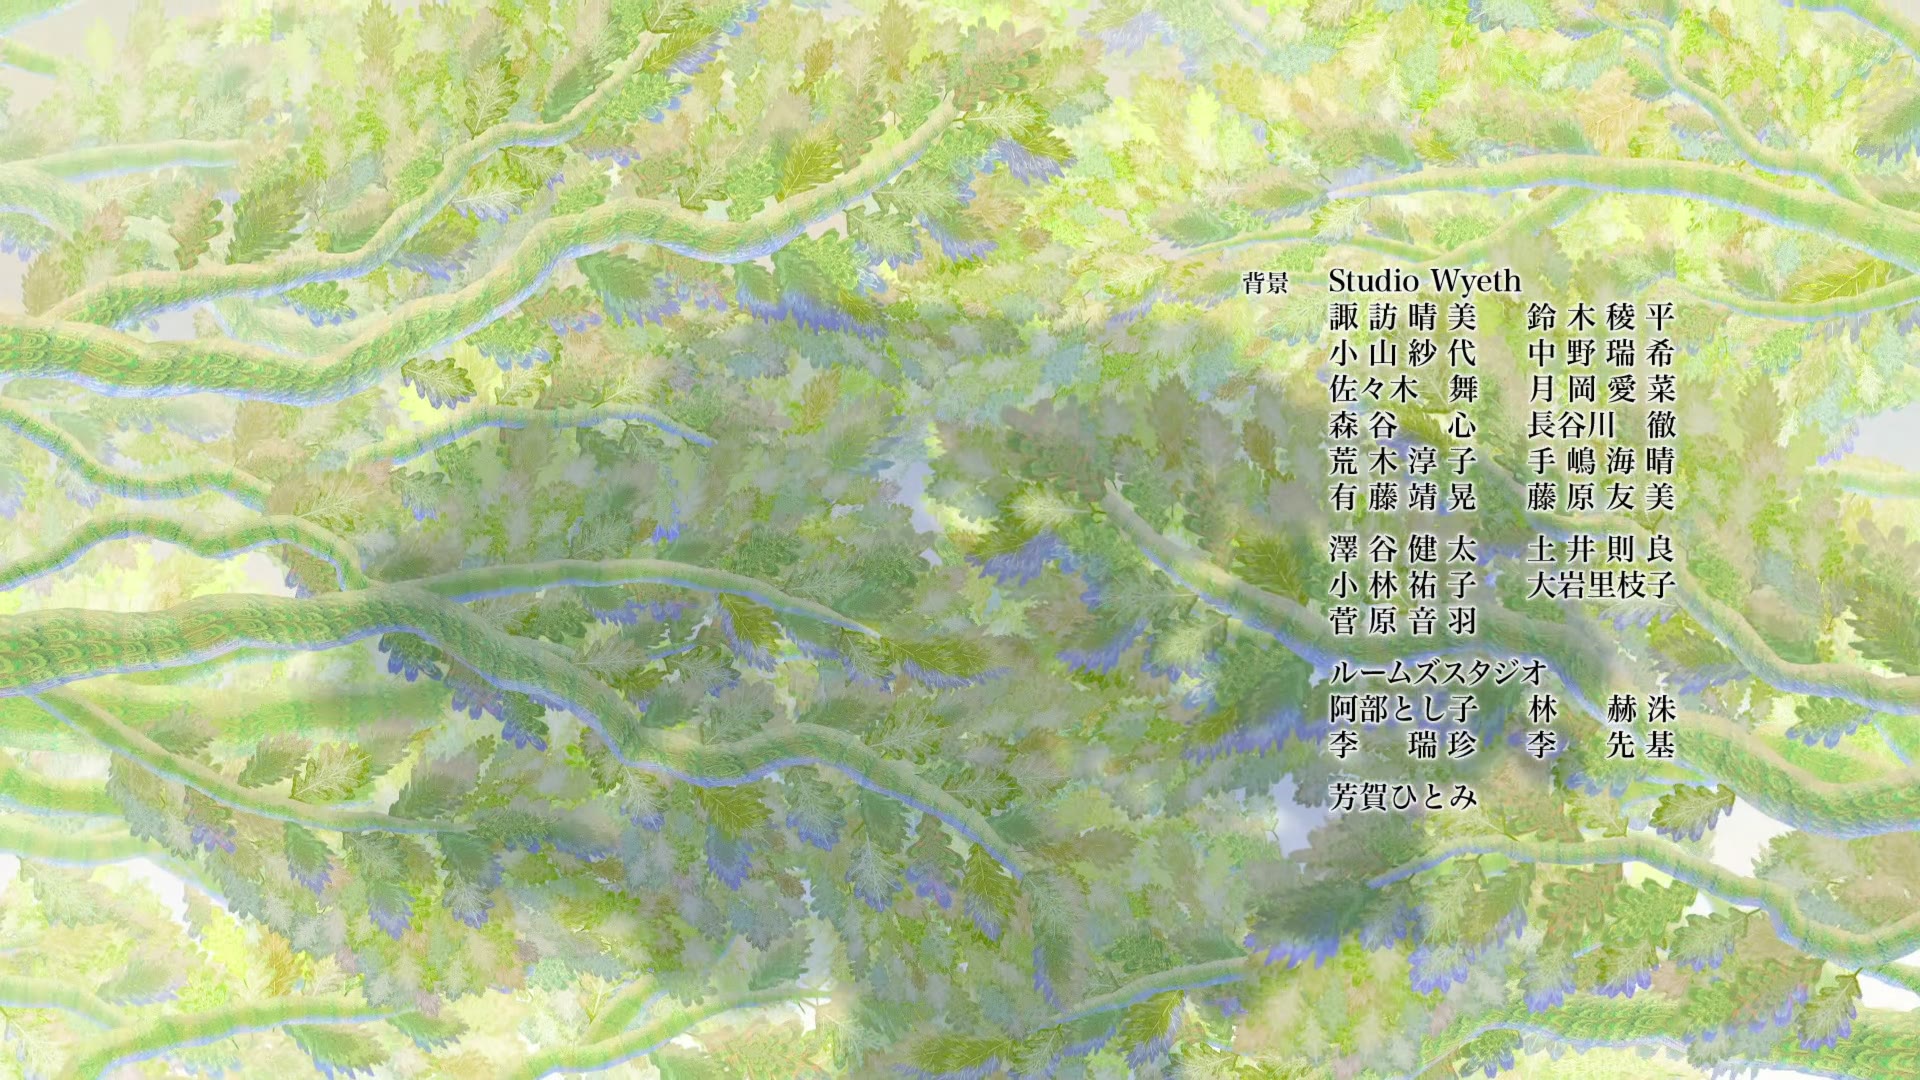 背景 Studio Wyeth
諏訪晴美 鈴木稜平
小山紗代 中野瑞希
佐々木 舞 月岡愛菜
森谷 心 長谷川 徹
荒木淳子 手嶋海晴
有藤靖晃 藤原友美
澤谷健太 土井則良
小林祐子 大岩里枝子
菅原音羽
ルームズスタジオ
阿部とし子 林 赫洙
李 瑞珍 李 先基
芳賀ひとみ